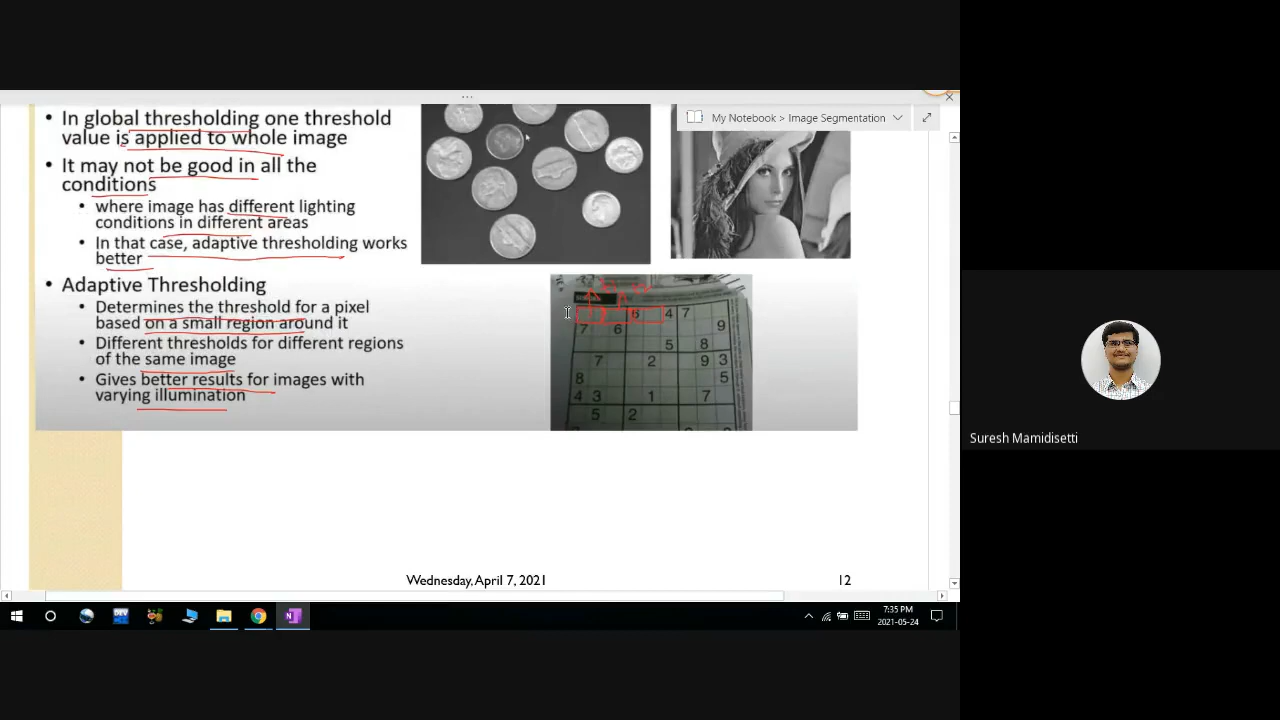 My Notebook > Image Segmentation
• In global thresholding one threshold
value is applied to whole image
• It may not be good in all the
conditions
• where image has different lighting
conditions in different areas
• In that case, adaptive thresholding works
better
• Adaptive Thresholding
• Determines the threshold for a pixel
based on a small region around it
• Different thresholds for different regions
of the same image
• Gives better results for images with
varying illumination
6 4 7
7 6 9
5 8
7 2 9 3
8 5
4 3 1 7
5 2
Wednesday, April 7, 2021
12
Suresh Mamidisetti
DEV
7:35 PM
2021-05-24